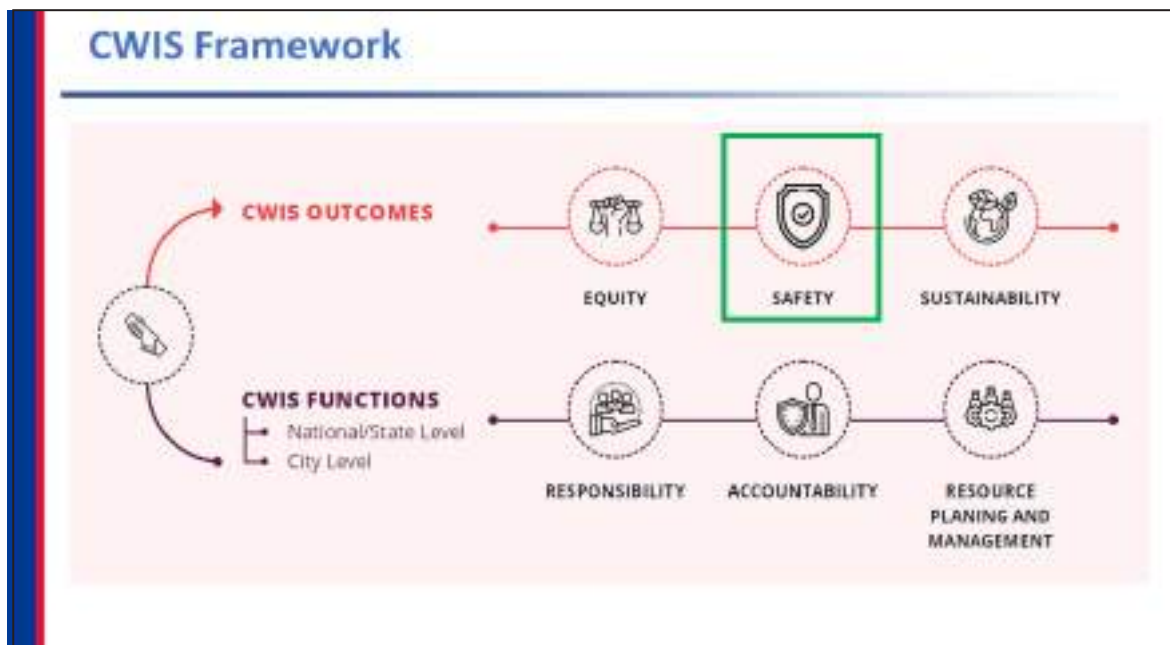 CWIS Framework
CWIS OUTCOMES
EQUITY
SAFETY
SUSTAINABILITY
CWIS FUNCTIONS
National/State Level
City Level
RESPONSIBILITY
ACCOUNTABILITY
RESOURCE
PLANING AND
MANAGEMENT